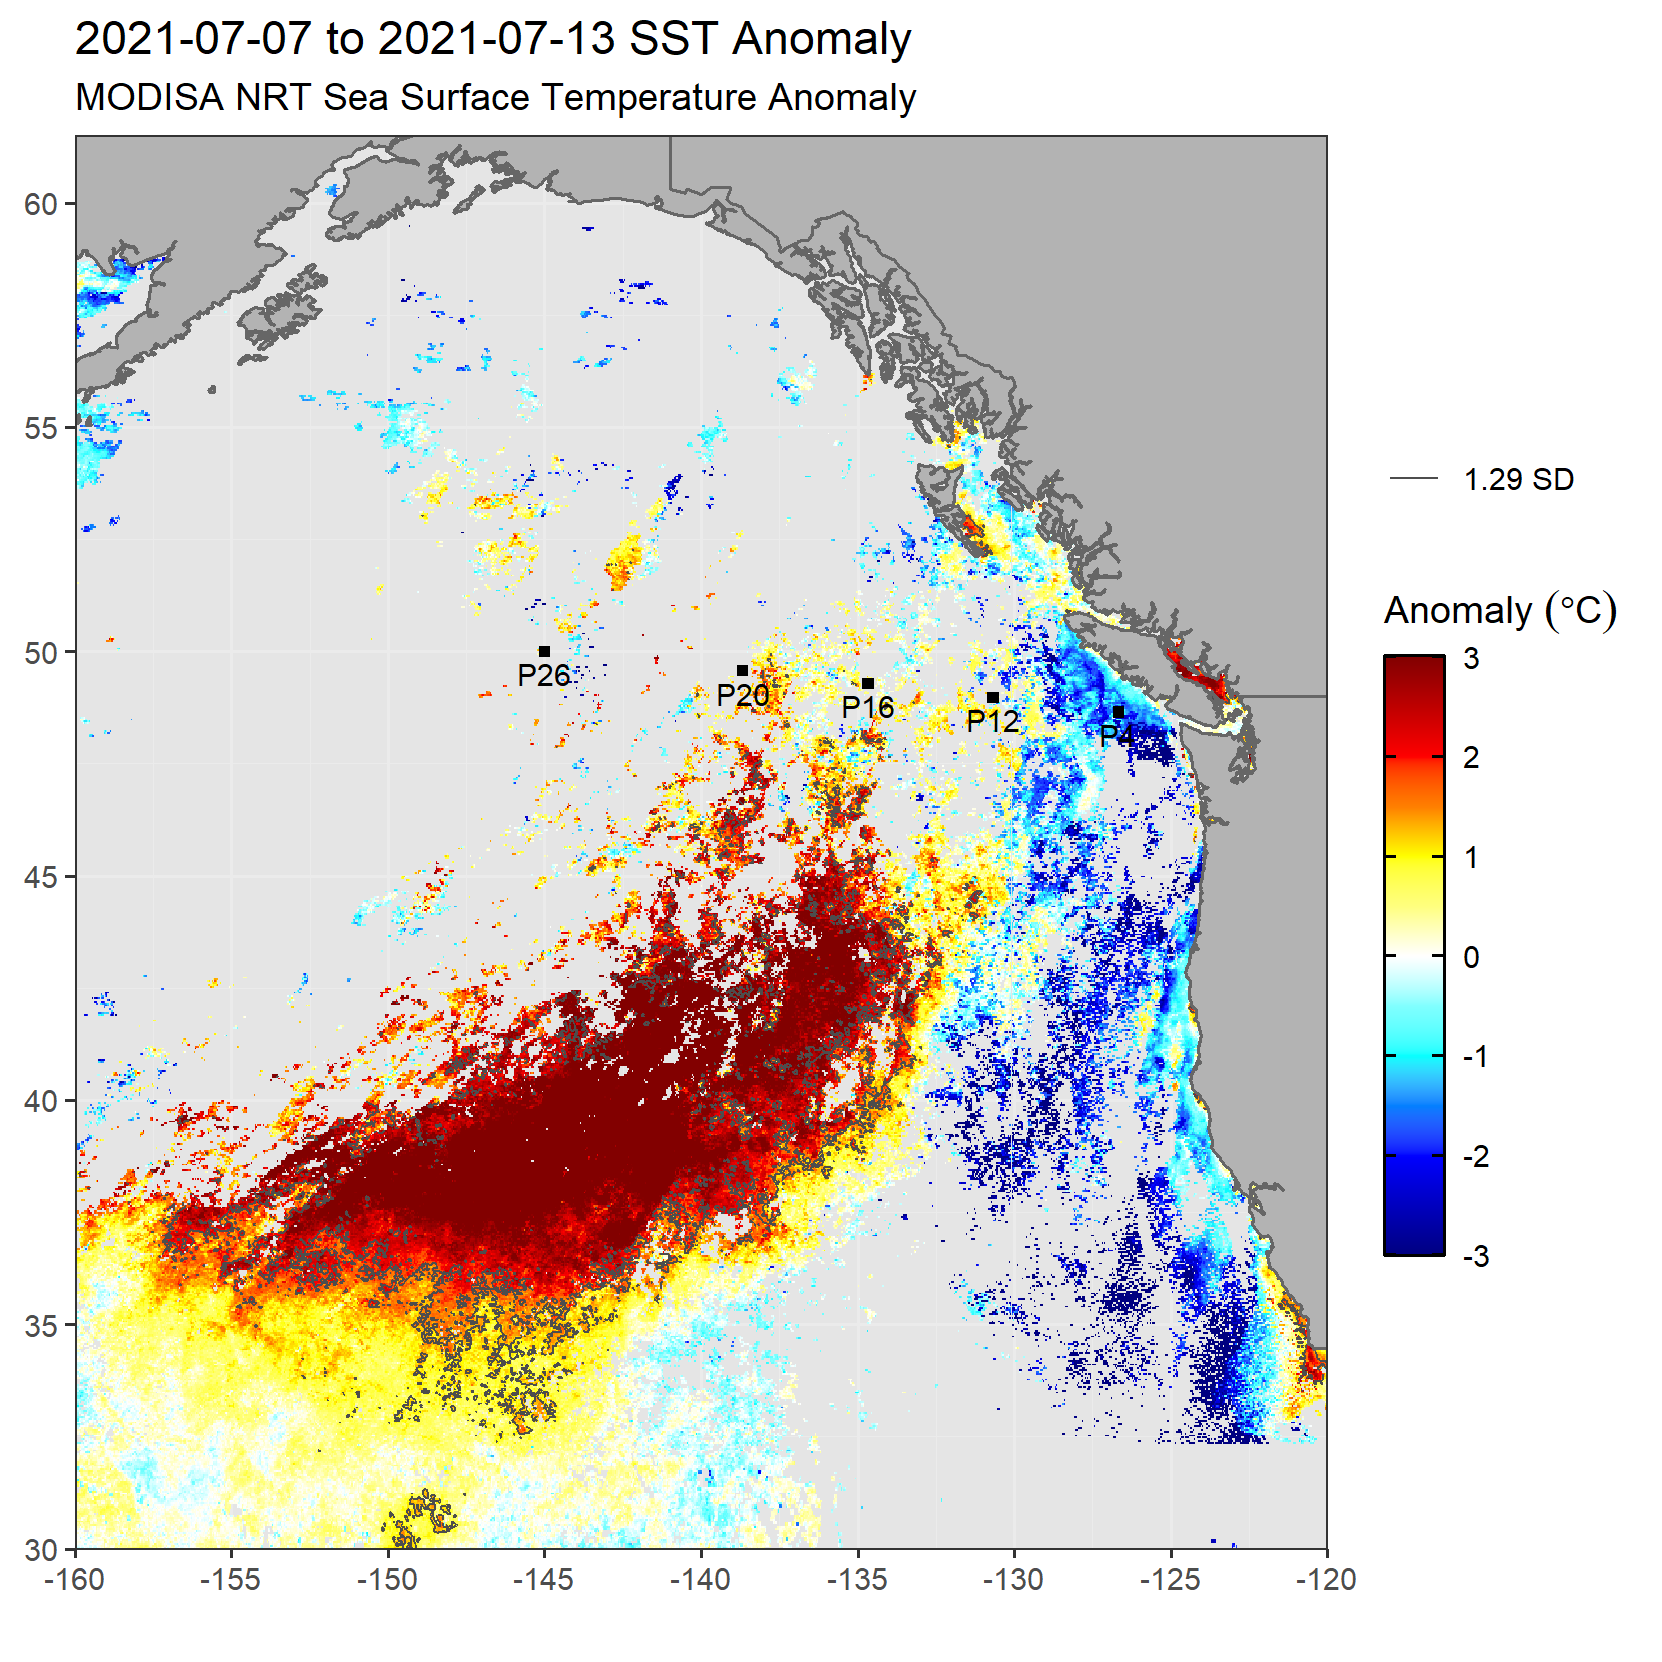 2021-07-07 to 2021-07-13 SST Anomaly
MODISA NRT Sea Surface Temperature Anomaly
60
55
50
45
40
35
30
-160
-155
-150
-145
-140
-135
-130
-125
-120
P26
P20
P16
P12
P4
1.29 SD
Anomaly (°C)
3
2
1
0
-1
-2
-3